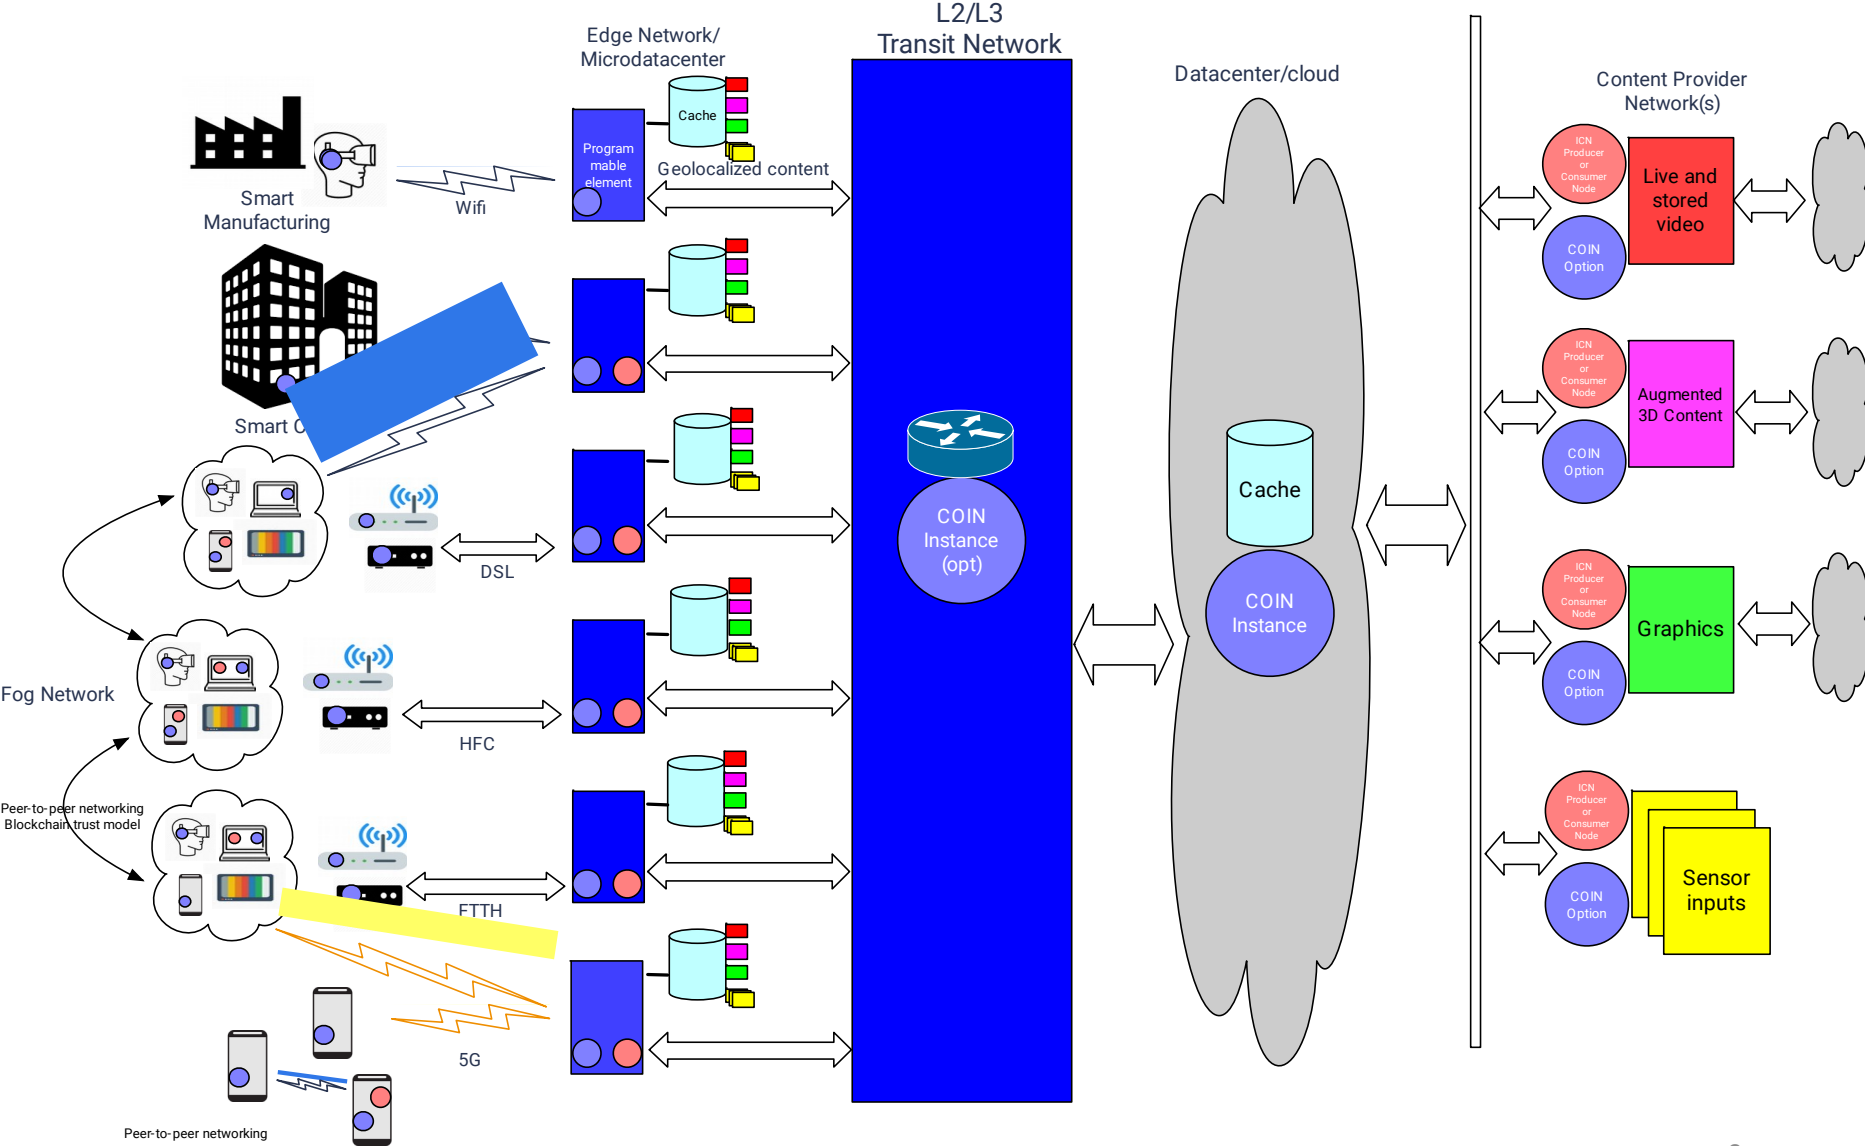 L2/L3
Transit Network
Edge Network/
Microdatacenter
Datacenter/cloud
Content Provider
Network(s)
Cache
Program
mable
element
Geolocalized content
Smart
Manufacturing
Wifi
Smart C
DSL
HFC
Fog Network
Peer-to-peer networking
Blockchain trust model
FTTH
5G
Peer-to-peer networking
COIN
Instance
(opt)
Cache
COIN
Instance
ICN
Producer
or
Consumer
Node
COIN
Option
Live and
stored
video
ICN
Producer
or
Consumer
Node
COIN
Option
Augmented
3D Content
ICN
Producer
or
Consumer
Node
COIN
Option
Graphics
ICN
Producer
or
Consumer
Node
COIN
Option
Sensor
inputs